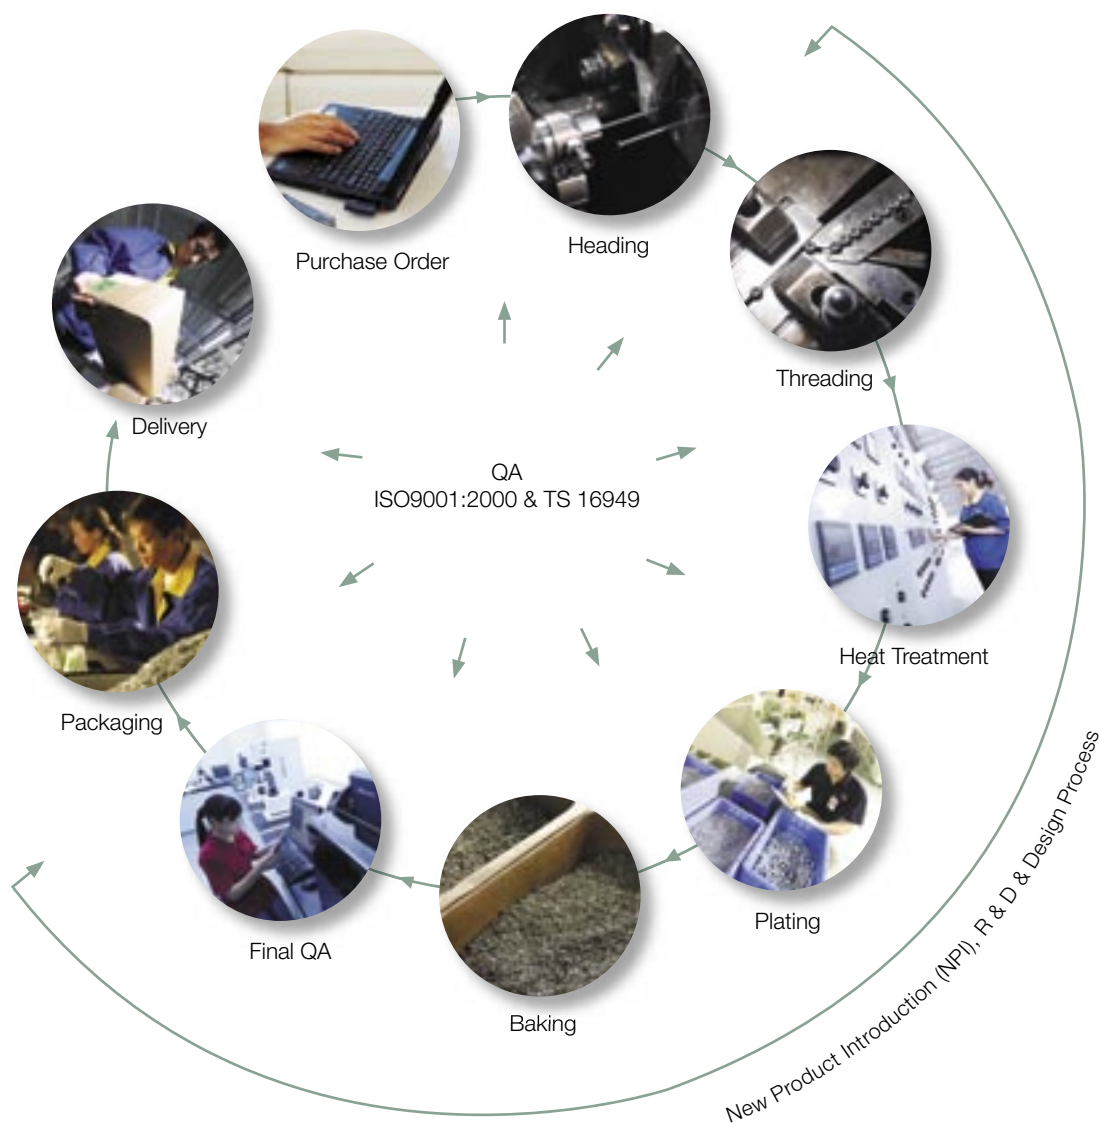 Purchase Order
Heading
Threading
Delivery
QA
ISO9001:2000 & TS 16949
Heat Treatment
Packaging
Plating
Final QA
Baking
New Product Introduction (NPI), R & D & Design Process